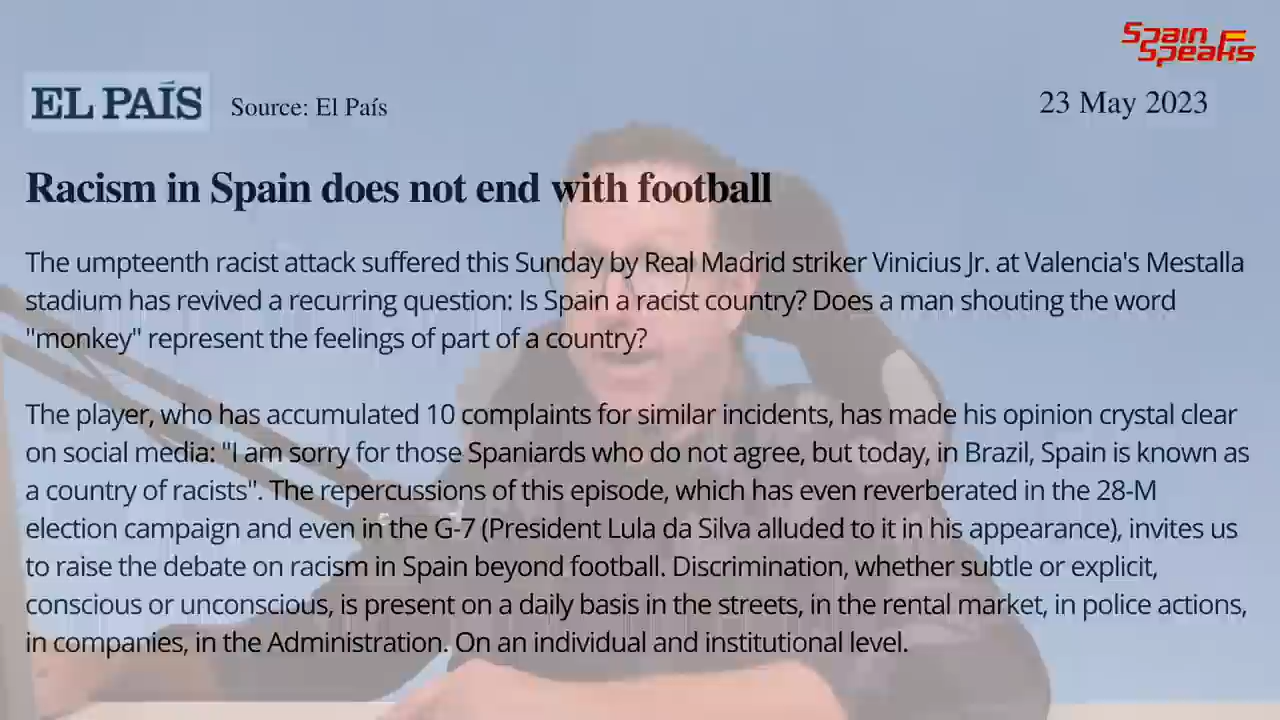 Spain
Speaks
EL PAÍS Source: El País 23 May 2023
Racism in Spain does not end with football
The umpteenth racist attack suffered this Sunday by Real Madrid striker Vinicius Jr. at Valencia's Mestalla
stadium has revived a recurring question: Is Spain a racist country? Does a man shouting the word
"monkey" represent the feelings of part of a country?
The player, who has accumulated 10 complaints for similar incidents, has made his opinion crystal clear
on social media: "I am sorry for those Spaniards who do not agree, but today, in Brazil, Spain is known as
a country of racists". The repercussions of this episode, which has even reverberated in the 28-M
election campaign and even in the G-7 (President Lula da Silva alluded to it in his appearance), invites us
to raise the debate on racism in Spain beyond football. Discrimination, whether subtle or explicit,
conscious or unconscious, is present on a daily basis in the streets, in the rental market, in police actions,
in companies, in the Administration. On an individual and institutional level.